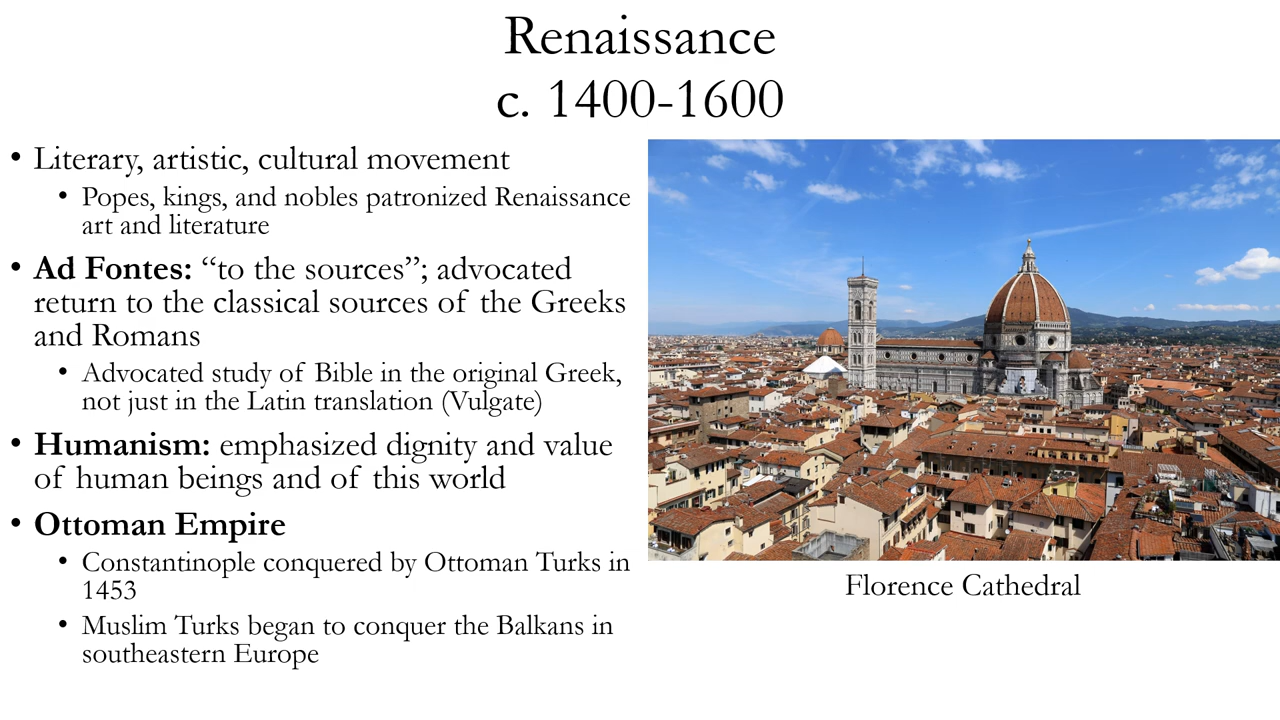 Renaissance
c. 1400-1600
• Literary, artistic, cultural movement
• Popes, kings, and nobles patronized Renaissance
art and literature
• Ad Fontes: “to the sources”; advocated
return to the classical sources of the Greeks
and Romans
• Advocated study of Bible in the original Greek,
not just in the Latin translation (Vulgate)
• Humanism: emphasized dignity and value
of human beings and of this world
• Ottoman Empire
• Constantinople conquered by Ottoman Turks in
1453
• Muslim Turks began to conquer the Balkans in
southeastern Europe
Florence Cathedral